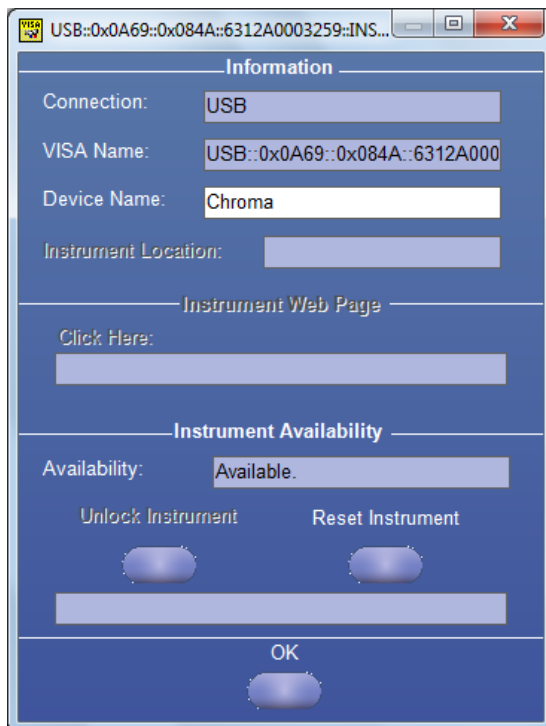 VISA
USB::0x0A69::0x084A::6312A0003259::INS...
Information
Connection: USB
VISA Name: USB::0x0A69::0x084A::6312A000
Device Name: Chroma
Instrument Location:
Instrument Web Page
Click Here:
Instrument Availability
Availability: Available.
Unlock Instrument Reset Instrument
OK